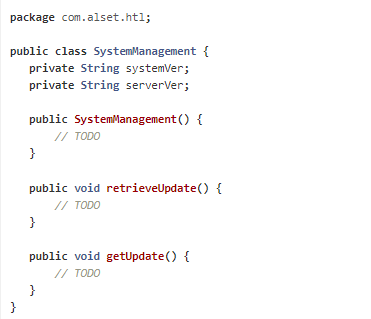 package com.alset.htl;
public class SystemManagement {
private String systemVer;
private String serverVer;
public SystemManagement() {
// TODO
}
public void retrieveUpdate() {
// TODO
}
public void getUpdate() {
// TODO
}
}